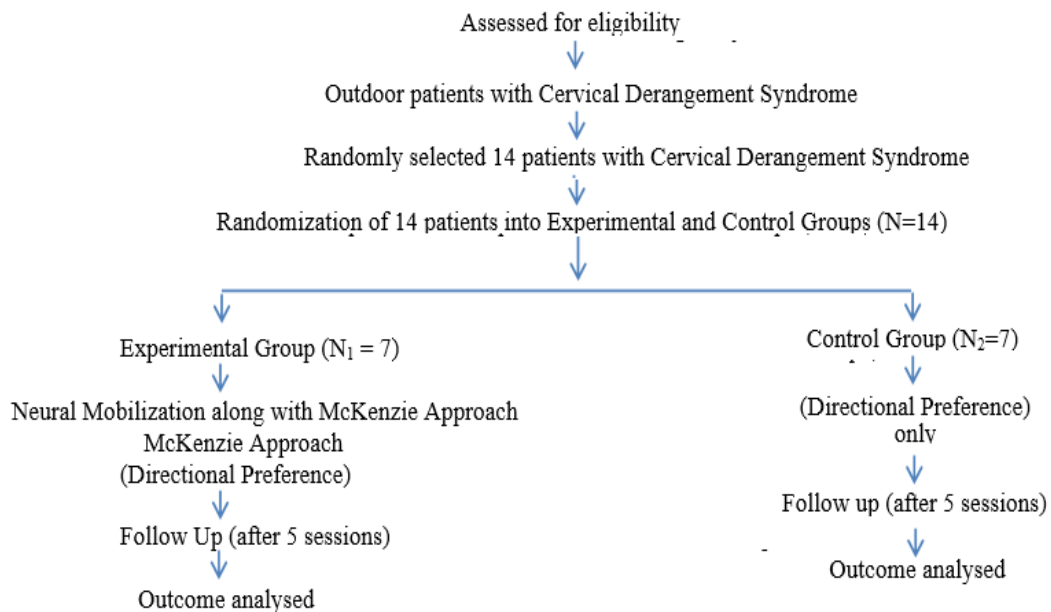 Assessed for eligibility
Outdoor patients with Cervical Derangement Syndrome
Randomly selected 14 patients with Cervical Derangement Syndrome
Randomization of 14 patients into Experimental and Control Groups (N=14)
Experimental Group (N₁ = 7)
Neural Mobilization along with McKenzie Approach
McKenzie Approach
(Directional Preference)
Follow Up (after 5 sessions)
Outcome analysed
Control Group (N₂=7)
(Directional Preference)
only
Follow up (after 5 sessions)
Outcome analysed